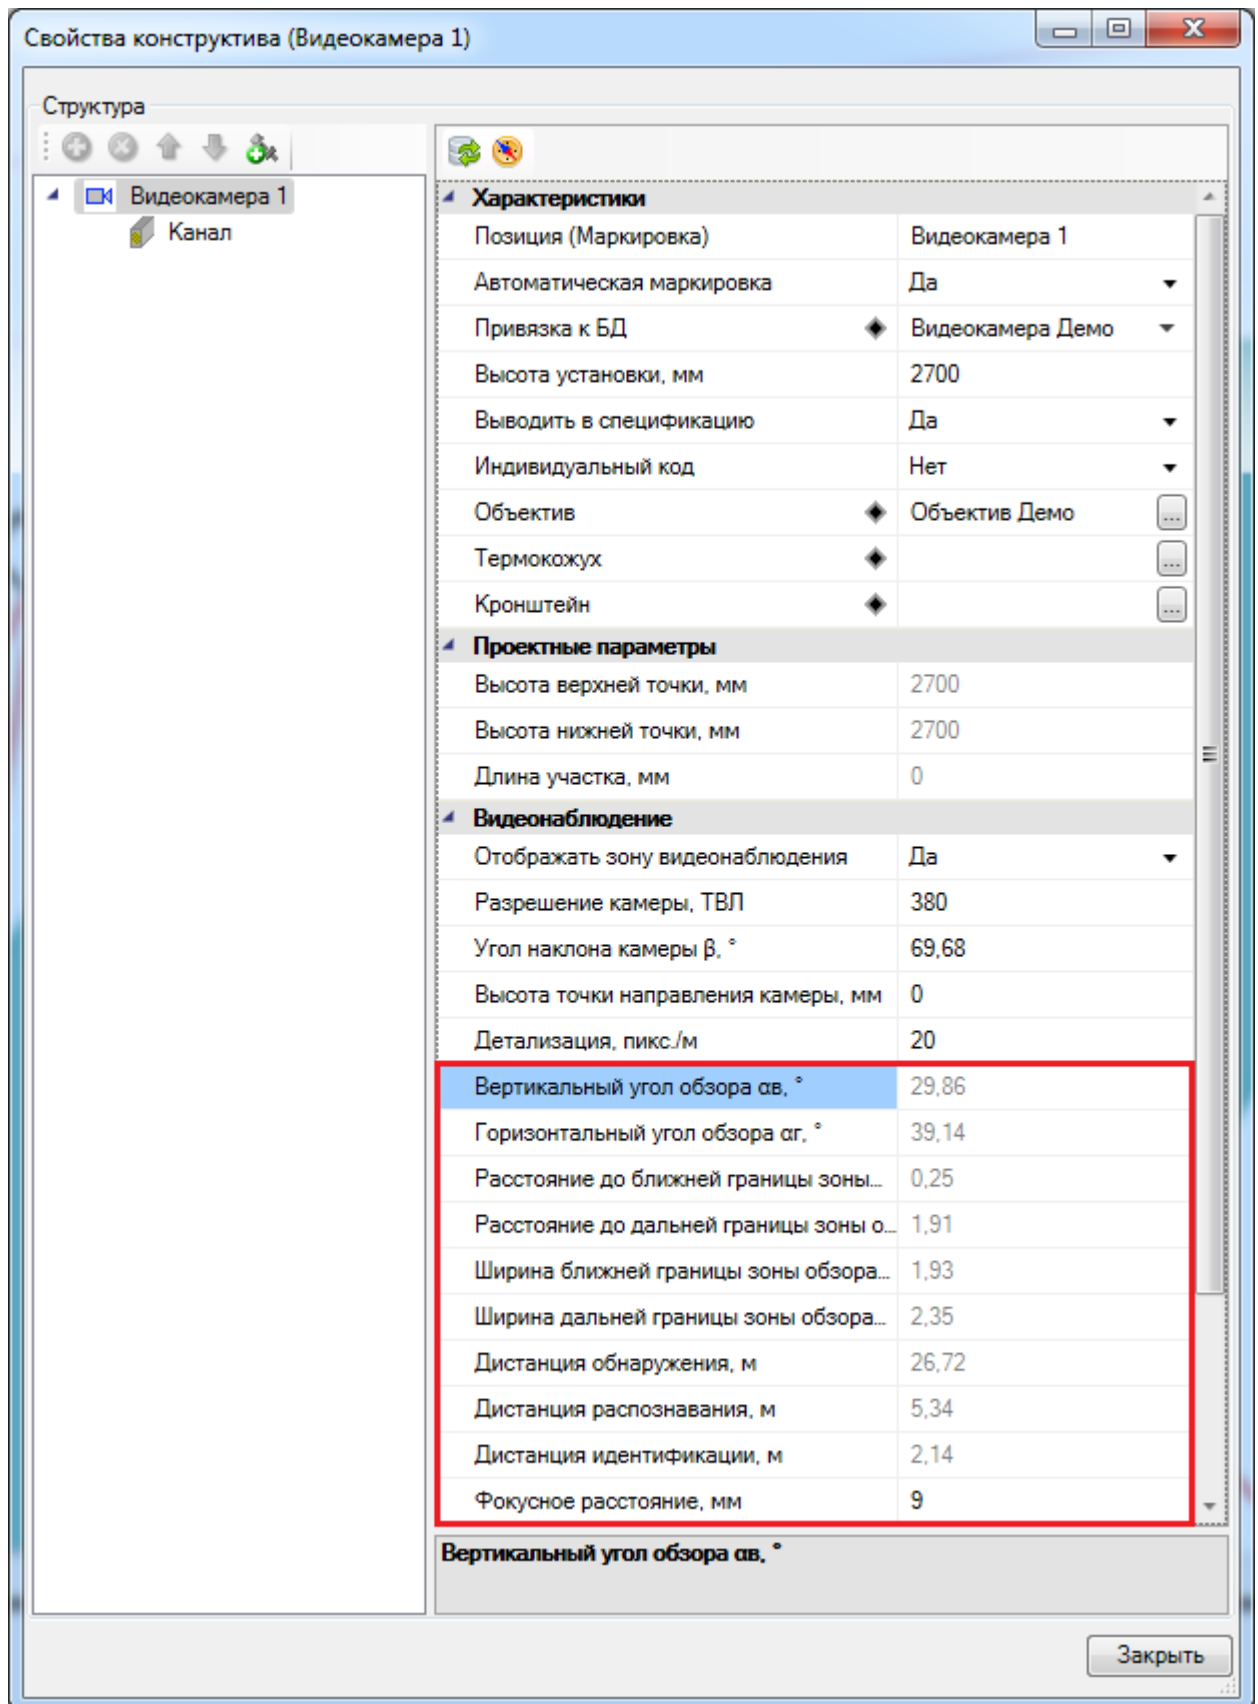 Свойства конструктива (Видеокамера 1)
Структура
Видеокамера 1
Канал
Характеристики
Позиция (Маркировка) Видеокамера 1
Автоматическая маркировка Да
Привязка к БД Видеокамера Демо
Высота установки, мм 2700
Выводить в спецификацию Да
Индивидуальный код Нет
Объектив Объектив Демо ...
Термокожух ...
Кронштейн ...
Проектные параметры
Высота верхней точки, мм 2700
Высота нижней точки, мм 2700
Длина участка, мм 0
Видеонаблюдение
Отображать зону видеонаблюдения Да
Разрешение камеры, ТВЛ 380
Угол наклона камеры β, ° 69,68
Высота точки направления камеры, мм 0
Детализация, пикс./м 20
Вертикальный угол обзора αв, ° 29,86
Горизонтальный угол обзора αг, ° 39,14
Расстояние до ближней границы зоны... 0,25
Расстояние до дальней границы зоны о... 1,91
Ширина ближней границы зоны обзора... 1,93
Ширина дальней границы зоны обзора... 2,35
Дистанция обнаружения, м 26,72
Дистанция распознавания, м 5,34
Дистанция идентификации, м 2,14
Фокусное расстояние, мм 9
Вертикальный угол обзора αв, °
Закрыть